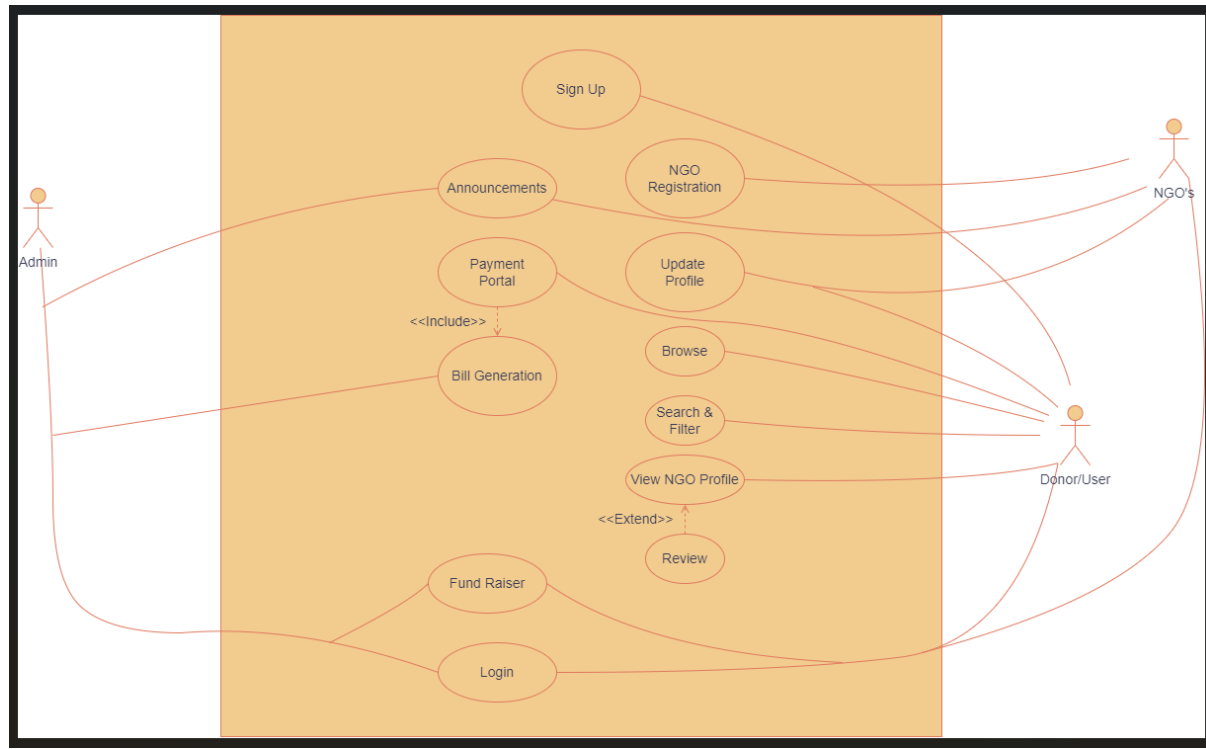 Sign Up
Announcements
NGO
Registration
NGO's
Admin
Payment
Portal
Update
Profile
<<Include>>
Browse
Bill Generation
Search &
Filter
View NGO Profile
Donor/User
<<Extend>>
Review
Fund Raiser
Login